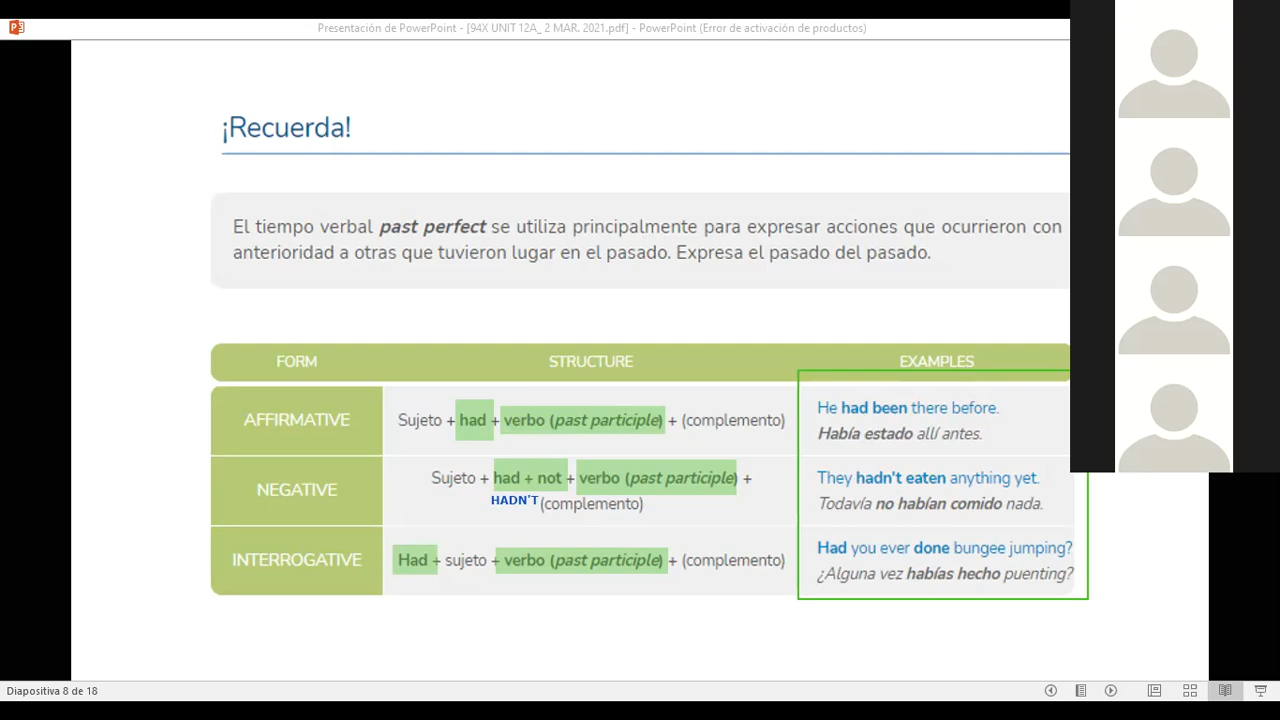 Presentación de PowerPoint - [94X UNIT 12A_ 2 MAR. 2021.pdf] - PowerPoint (Error de activación de productos)
¡Recuerda!
El tiempo verbal past perfect se utiliza principalmente para expresar acciones que ocurrieron con
anterioridad a otras que tuvieron lugar en el pasado. Expresa el pasado del pasado.
FORM STRUCTURE EXAMPLES
AFFIRMATIVE
Sujeto + had + verbo (past participle) + (complemento)
He had been there before.
Había estado allí antes.
NEGATIVE
Sujeto + had + not + verbo (past participle) +
HADN'T (complemento)
They hadn't eaten anything yet.
Todavía no habían comido nada.
INTERROGATIVE
Had + sujeto + verbo (past participle) + (complemento)
Had you ever done bungee jumping?
¿Alguna vez habías hecho puenting?
Diapositiva 8 de 18